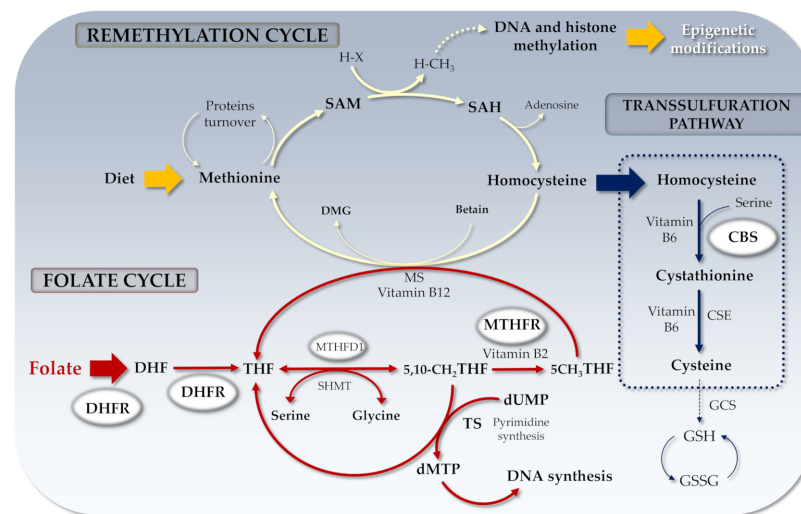 REMETHYLATION CYCLE
DNA and histone
methylation
Epigenetic
modifications
H-X
H-CH₃
SAM
SAH
Adenosine
Proteins
turnover
TRANSSULFURATION
PATHWAY
Diet
Methionine
Homocysteine
Homocysteine
DMG
Betain
Serine
Vitamin
B6
CBS
Cystathionine
MS
Vitamin B12
FOLATE CYCLE
MTHFR
Vitamin B2
Vitamin
B6
CSE
Cysteine
MTHFD1
Folate
DHF
THF
5,10-CH₂THF
5CH₃THF
DHFR
DHFR
SHMT
Serine
Glycine
dUMP
TS
Pyrimidine
synthesis
dMTP
DNA synthesis
GCS
GSH
GSSG